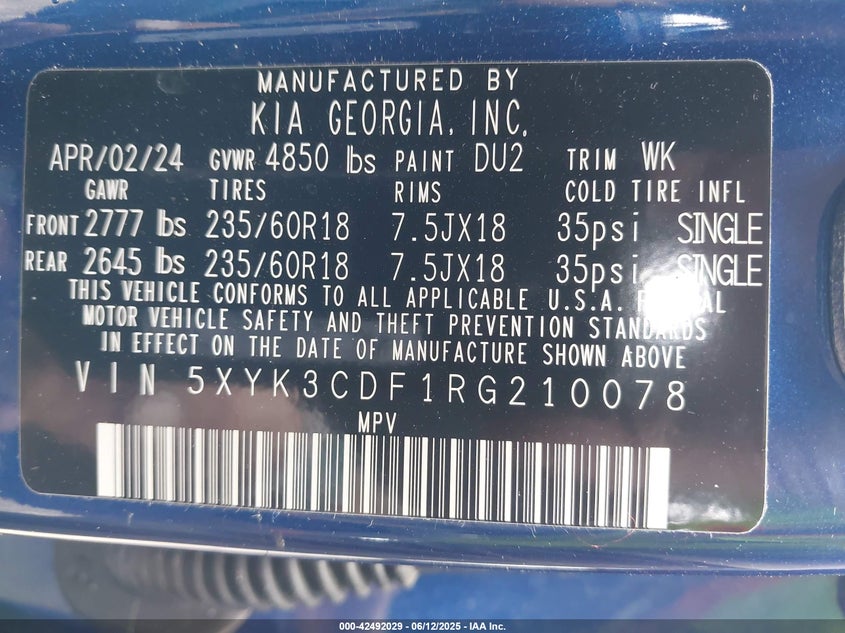 MANUFACTURED BY
KIA GEORGIA, INC.
APR/02/24 GVWR 4850 lbs PAINT DU2 TRIM WK
GAWR TIRES RIMS COLD TIRE INFL
FRONT 2777 lbs 235/60R18 7.5JX18 35psi SINGLE
REAR 2645 lbs 235/60R18 7.5JX18 35psi SINGLE
THIS VEHICLE CONFORMS TO ALL APPLICABLE U.S.A.
MOTOR VEHICLE SAFETY AND THEFT PREVENTION STANDARDS
IN EFFECT ON THE DATE OF MANUFACTURE SHOWN ABOVE
VIN 5XYK3CDF1RG210078
MPV
000-42492029 - 06/12/2025 - IAA Inc.